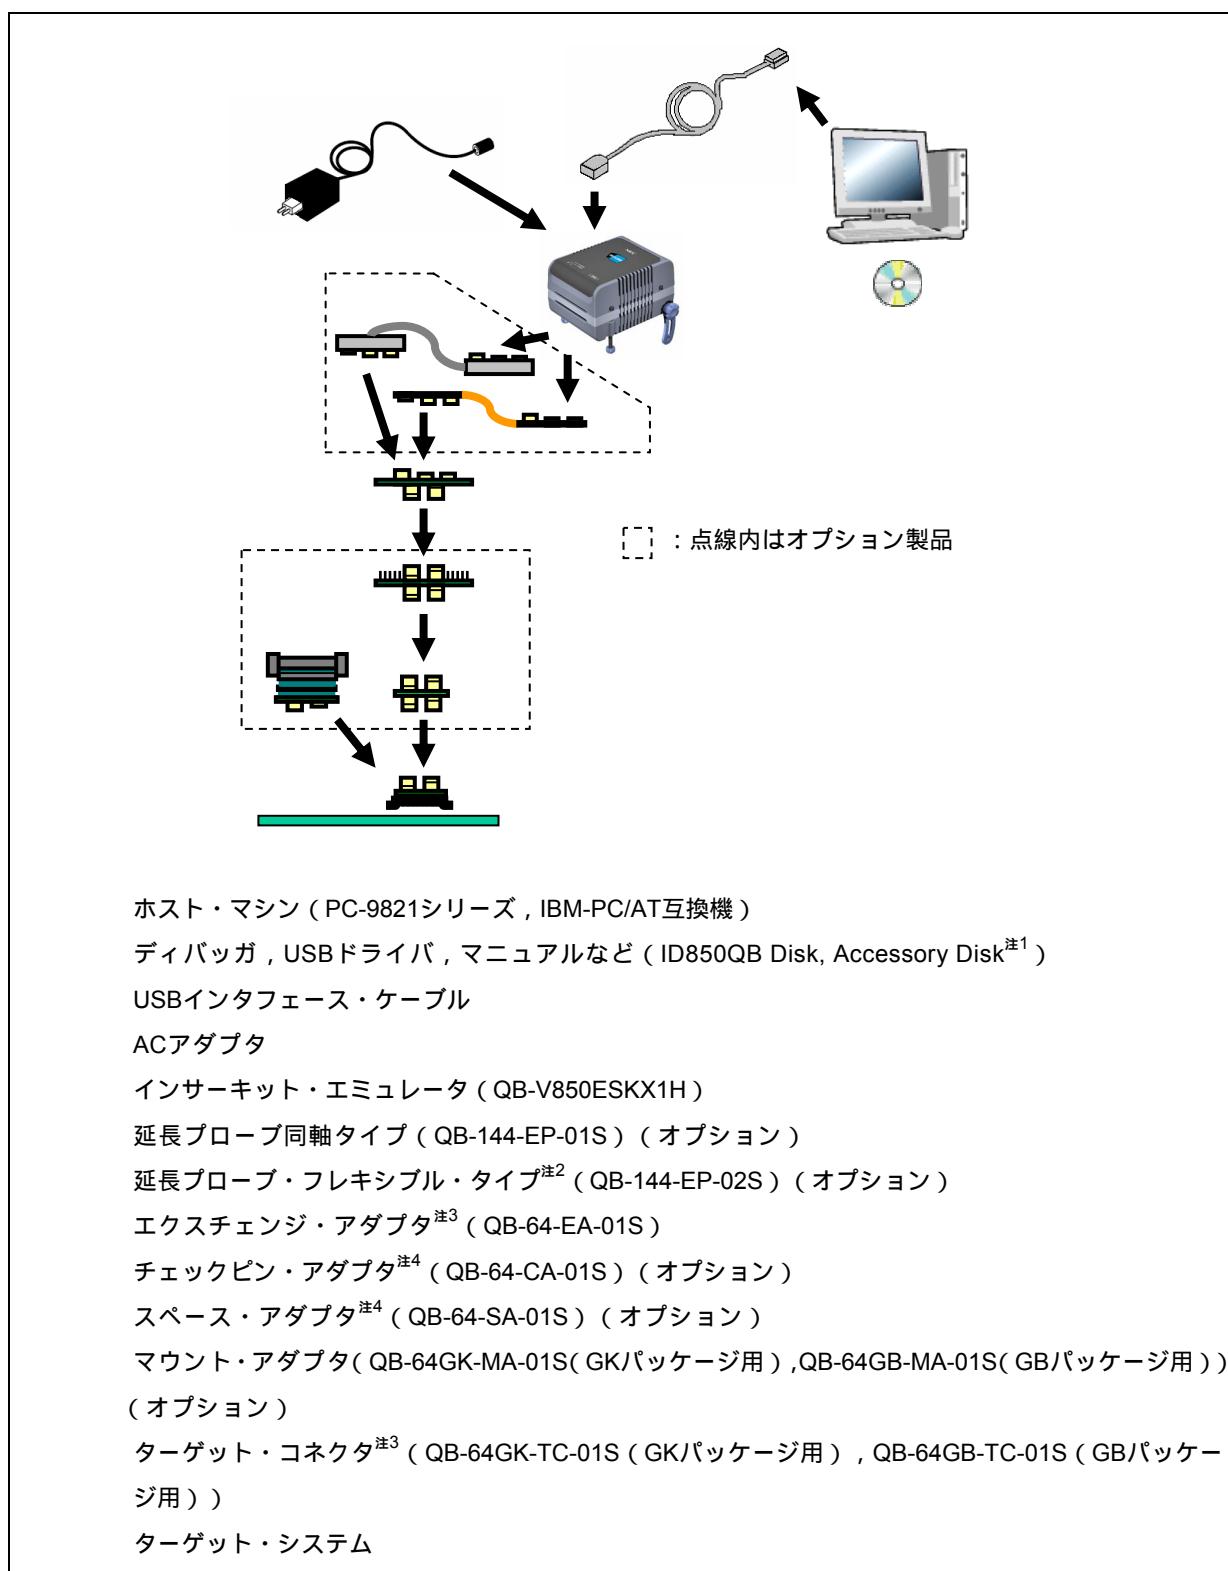 ：点線内はオプション製品
ホスト・マシン（PC-9821シリーズ，IBM-PC/AT互換機）
ディバッガ，USBドライバ，マニュアルなど（ID850QB Disk, Accessory Disk注1）
USBインタフェース・ケーブル
ACアダプタ
インサーキット・エミュレータ（QB-V850ESKX1H）
延長プローブ同軸タイプ（QB-144-EP-01S）（オプション）
延長プローブ・フレキシブル・タイプ注2（QB-144-EP-02S）（オプション）
エクスチェンジ・アダプタ注3（QB-64-EA-01S）
チェックピン・アダプタ注4（QB-64-CA-01S）（オプション）
スペース・アダプタ注4（QB-64-SA-01S）（オプション）
マウント・アダプタ（QB-64GK-MA-01S（GKパッケージ用），QB-64GB-MA-01S（GBパッケージ用））
（オプション）
ターゲット・コネクタ注3（QB-64GK-TC-01S（GKパッケージ用），QB-64GB-TC-01S（GBパッケー
ジ用））
ターゲット・システム